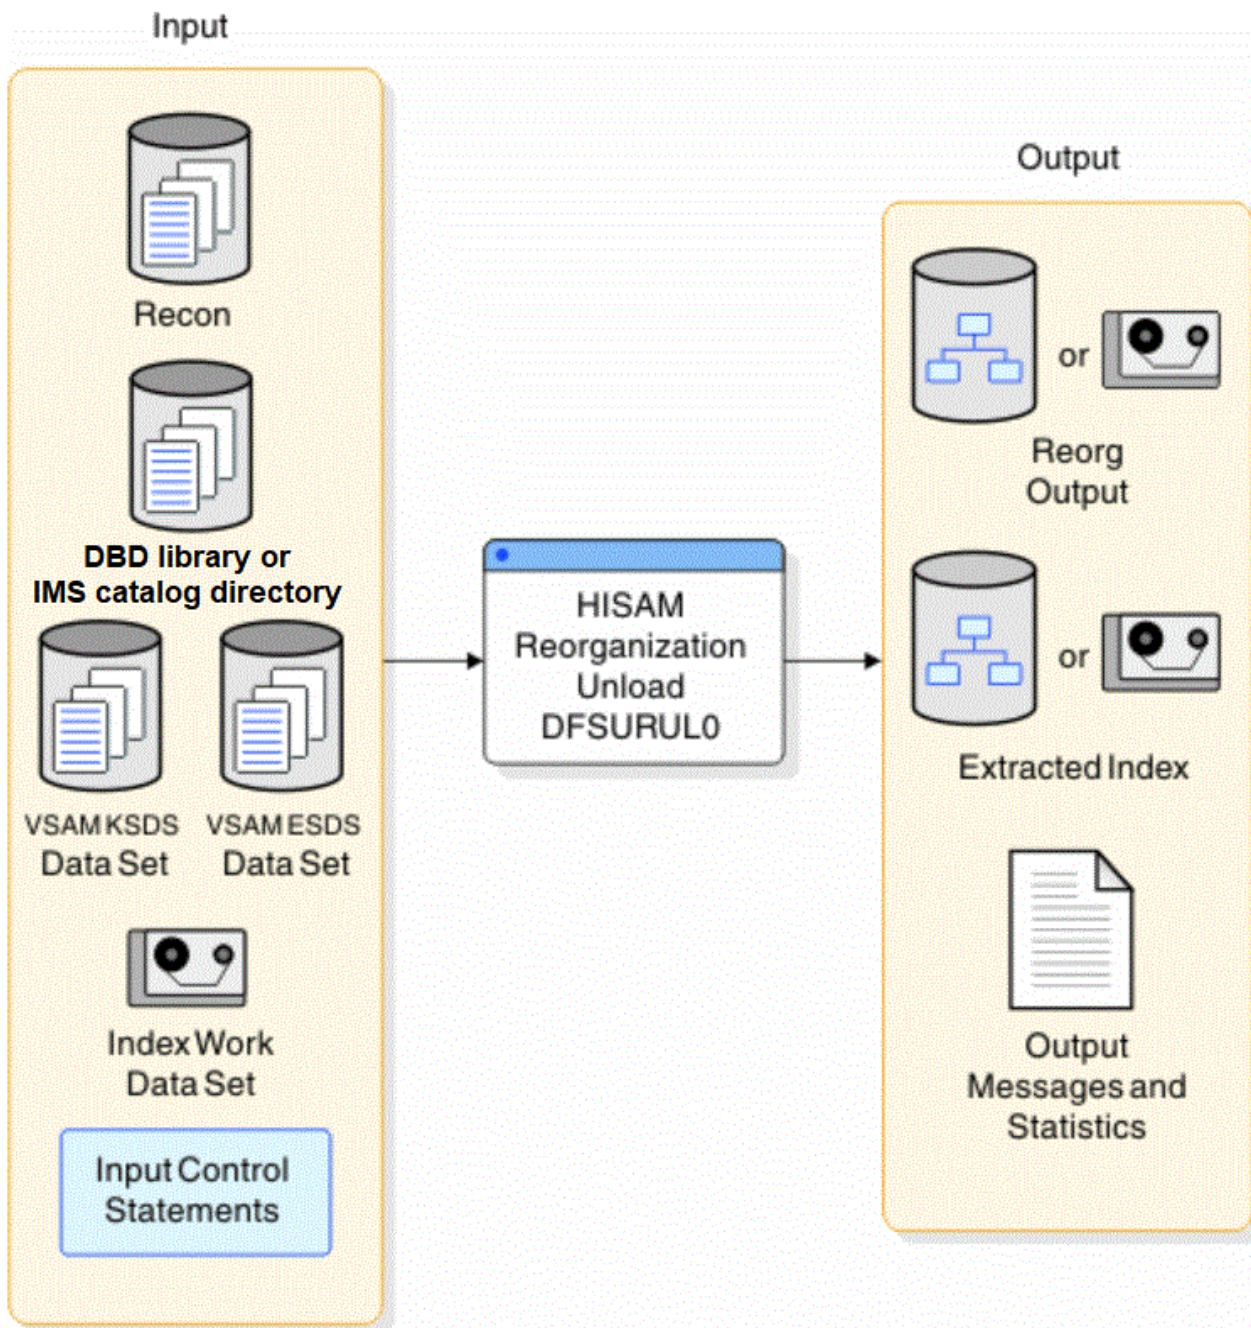 Input
Recon
DBD library or
IMS catalog directory
VSAM KSDS
Data Set
VSAM ESDS
Data Set
Index Work
Data Set
Input Control
Statements
HISAM
Reorganization
Unload
DFSURUL0
Output
or
Reorg
Output
or
Extracted Index
Output
Messages and
Statistics